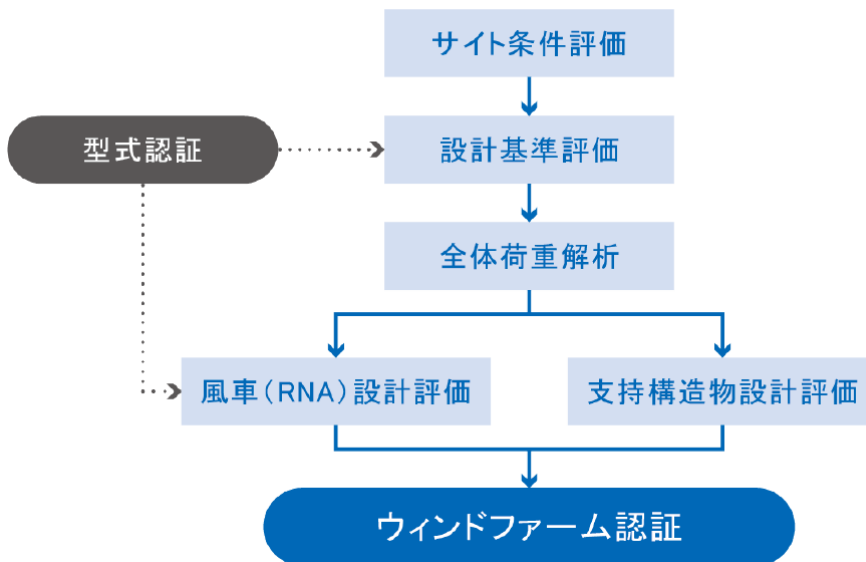 サイト条件評価
型式認証
設計基準評価
全体荷重解析
風車（RNA）設計評価
支持構造物設計評価
ウィンドファーム認証